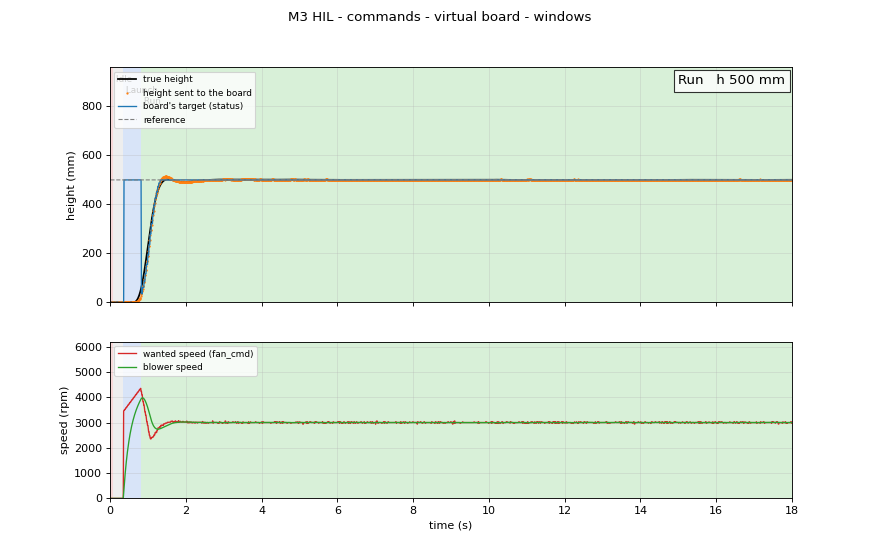 M3 HIL - commands - virtual board - windows
Run   h 500 mm
true height
height sent to the board
board's target (status)
reference
height (mm)
800
600
400
200
0
wanted speed (fan_cmd)
blower speed
speed (rpm)
6000
5000
4000
3000
2000
1000
0
0 2 4 6 8 10 12 14 16 18
time (s)